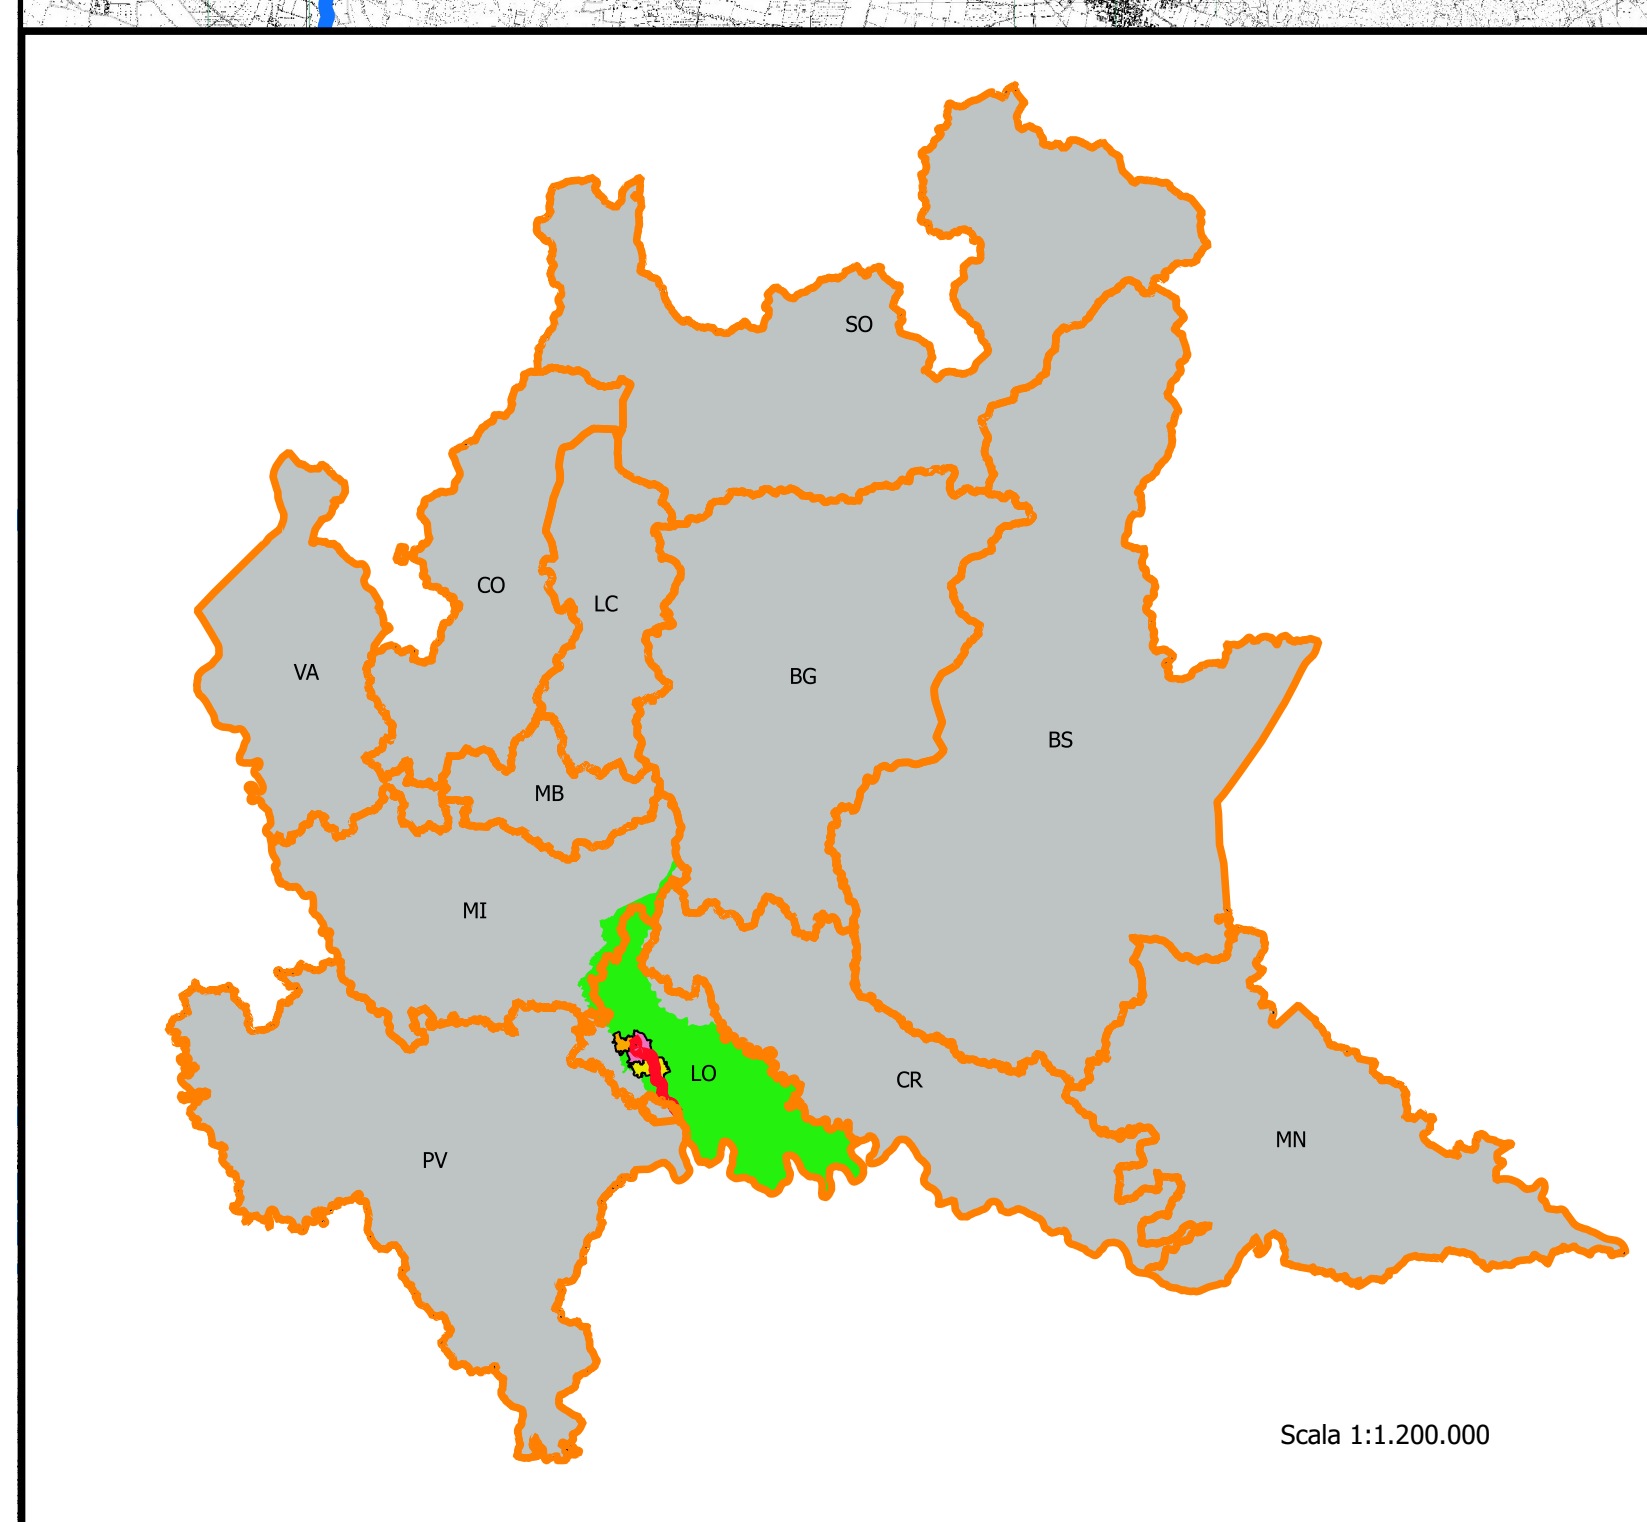 SO
CO
LC
VA
BG
BS
MB
MI
LO
CR
MN
PV
Scala 1:1.200.000